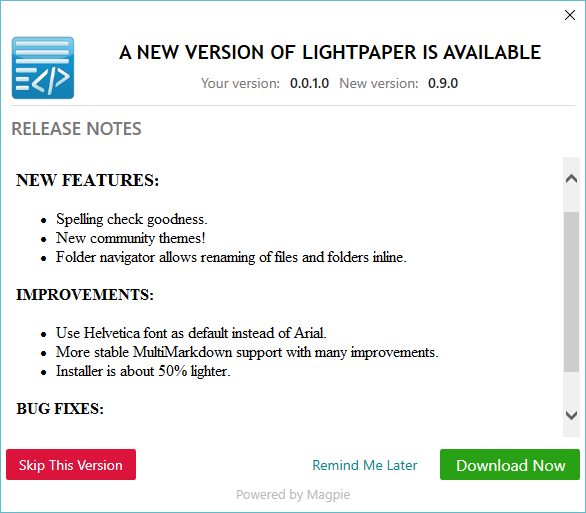 A NEW VERSION OF LIGHTPAPER IS AVAILABLE
Your version: 0.0.1.0 New version: 0.9.0
RELEASE NOTES
NEW FEATURES:
Spelling check goodness.
New community themes!
Folder navigator allows renaming of files and folders inline.
IMPROVEMENTS:
Use Helvetica font as default instead of Arial.
More stable MultiMarkdown support with many improvements.
Installer is about 50% lighter.
BUG FIXES:
Skip This Version Remind Me Later Download Now
Powered by Magpie